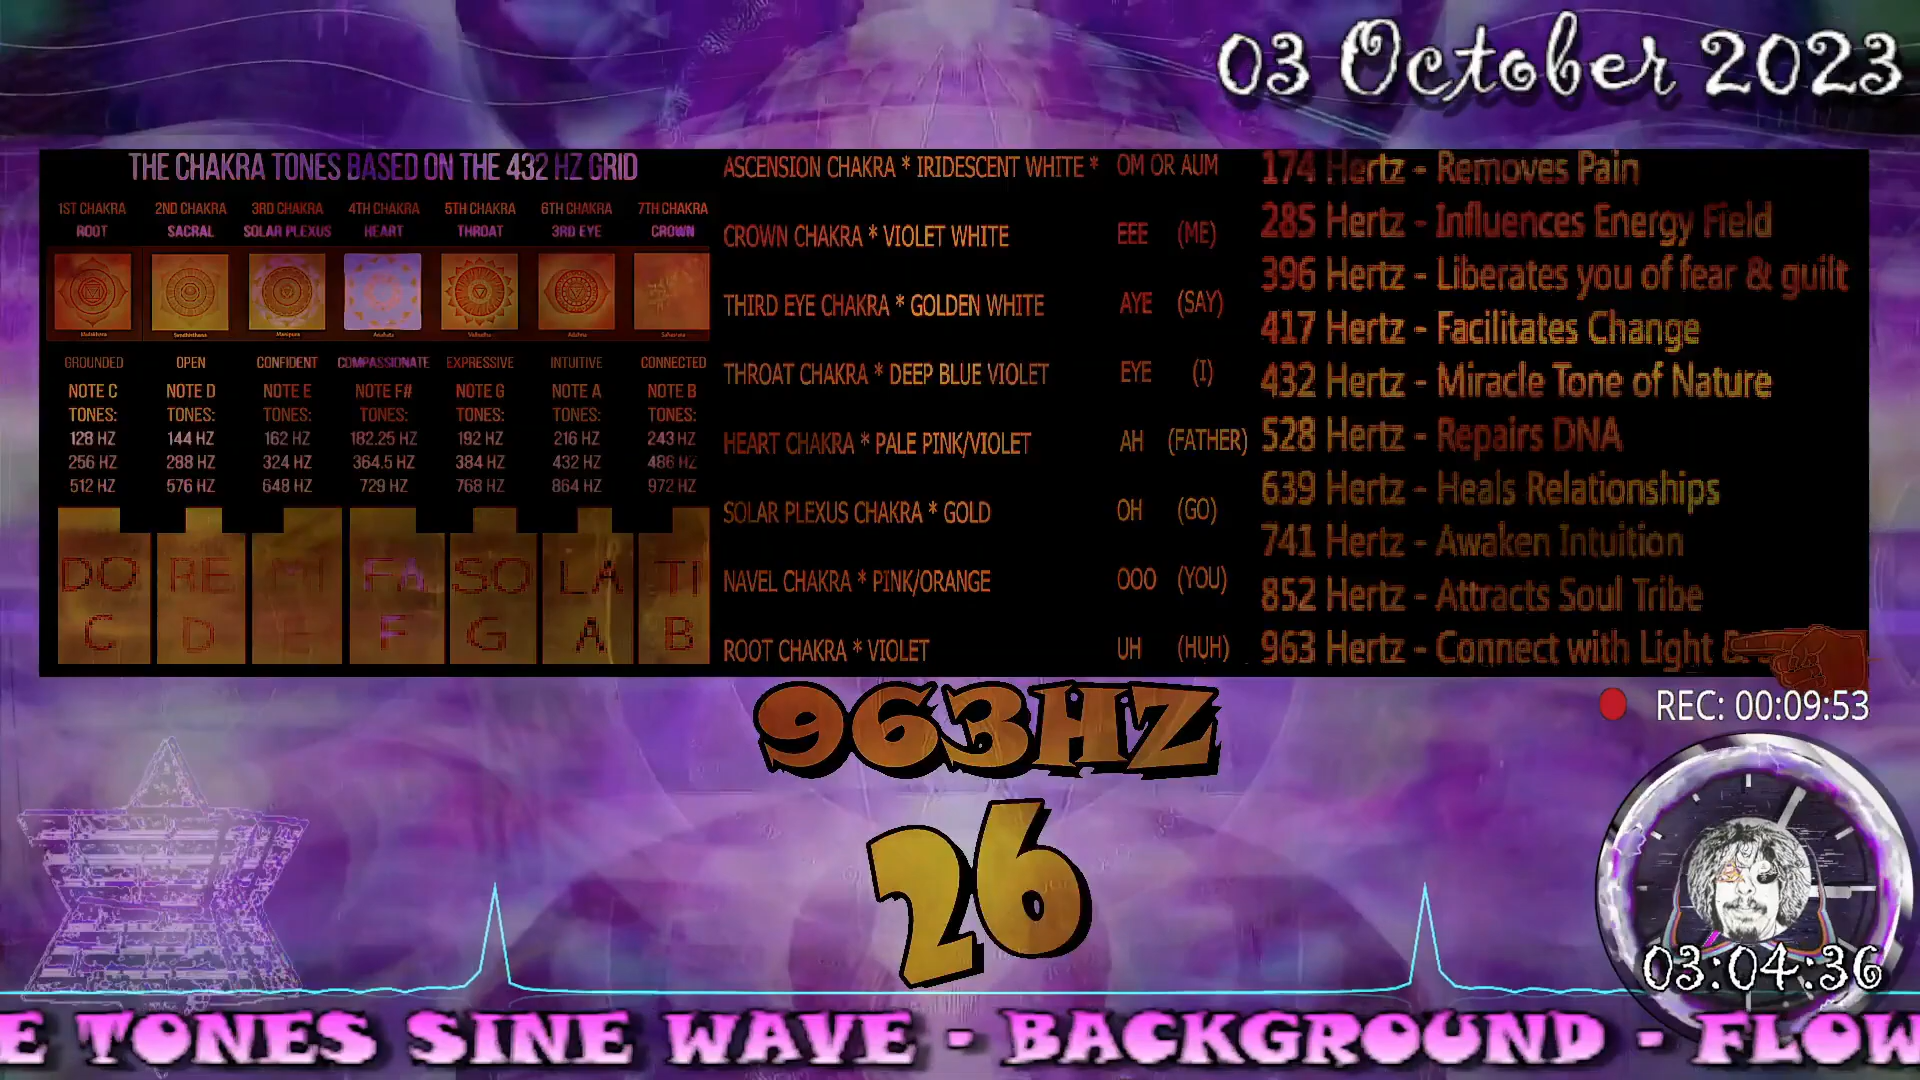 03 October 2023
THE CHAKRA TONES BASED ON THE 432 HZ GRID
1ST CHAKRA 2ND CHAKRA 3RD CHAKRA 4TH CHAKRA 5TH CHAKRA 6TH CHAKRA 7TH CHAKRA
ROOT SACRAL SOLAR PLEXUS HEART THROAT 3RD EYE CROWN
GROUNDED OPEN CONFIDENT COMPASSIONATE EXPRESSIVE INTUITIVE CONNECTED
NOTE C NOTE D NOTE E NOTE F# NOTE G NOTE A NOTE B
TONES: TONES: TONES: TONES: TONES: TONES: TONES:
128 HZ 144 HZ 162 HZ 182.25 HZ 192 HZ 216 HZ 243 HZ
256 HZ 288 HZ 324 HZ 364.5 HZ 384 HZ 432 HZ 486 HZ
512 HZ 576 HZ 648 HZ 729 HZ 768 HZ 864 HZ 972 HZ
DO RE MI FA SO LA TI
C D E F G A B
ASCENSION CHAKRA * IRIDESCENT WHITE * OM OR AUM
CROWN CHAKRA * VIOLET WHITE EEE (ME)
THIRD EYE CHAKRA * GOLDEN WHITE AYE (SAY)
THROAT CHAKRA * DEEP BLUE VIOLET EYE (I)
HEART CHAKRA * PALE PINK/VIOLET AH (FATHER)
SOLAR PLEXUS CHAKRA * GOLD OH (GO)
NAVEL CHAKRA * PINK/ORANGE OOO (YOU)
ROOT CHAKRA * VIOLET UH (HUH)
174 Hertz - Removes Pain
285 Hertz - Influences Energy Field
396 Hertz - Liberates you of fear & guilt
417 Hertz - Facilitates Change
432 Hertz - Miracle Tone of Nature
528 Hertz - Repairs DNA
639 Hertz - Heals Relationships
741 Hertz - Awaken Intuition
852 Hertz - Attracts Soul Tribe
963 Hertz - Connect with Light &
963HZ
REC: 00:09:53
26
03:04:36
E TONES SINE WAVE - BACKGROUND - FLOW